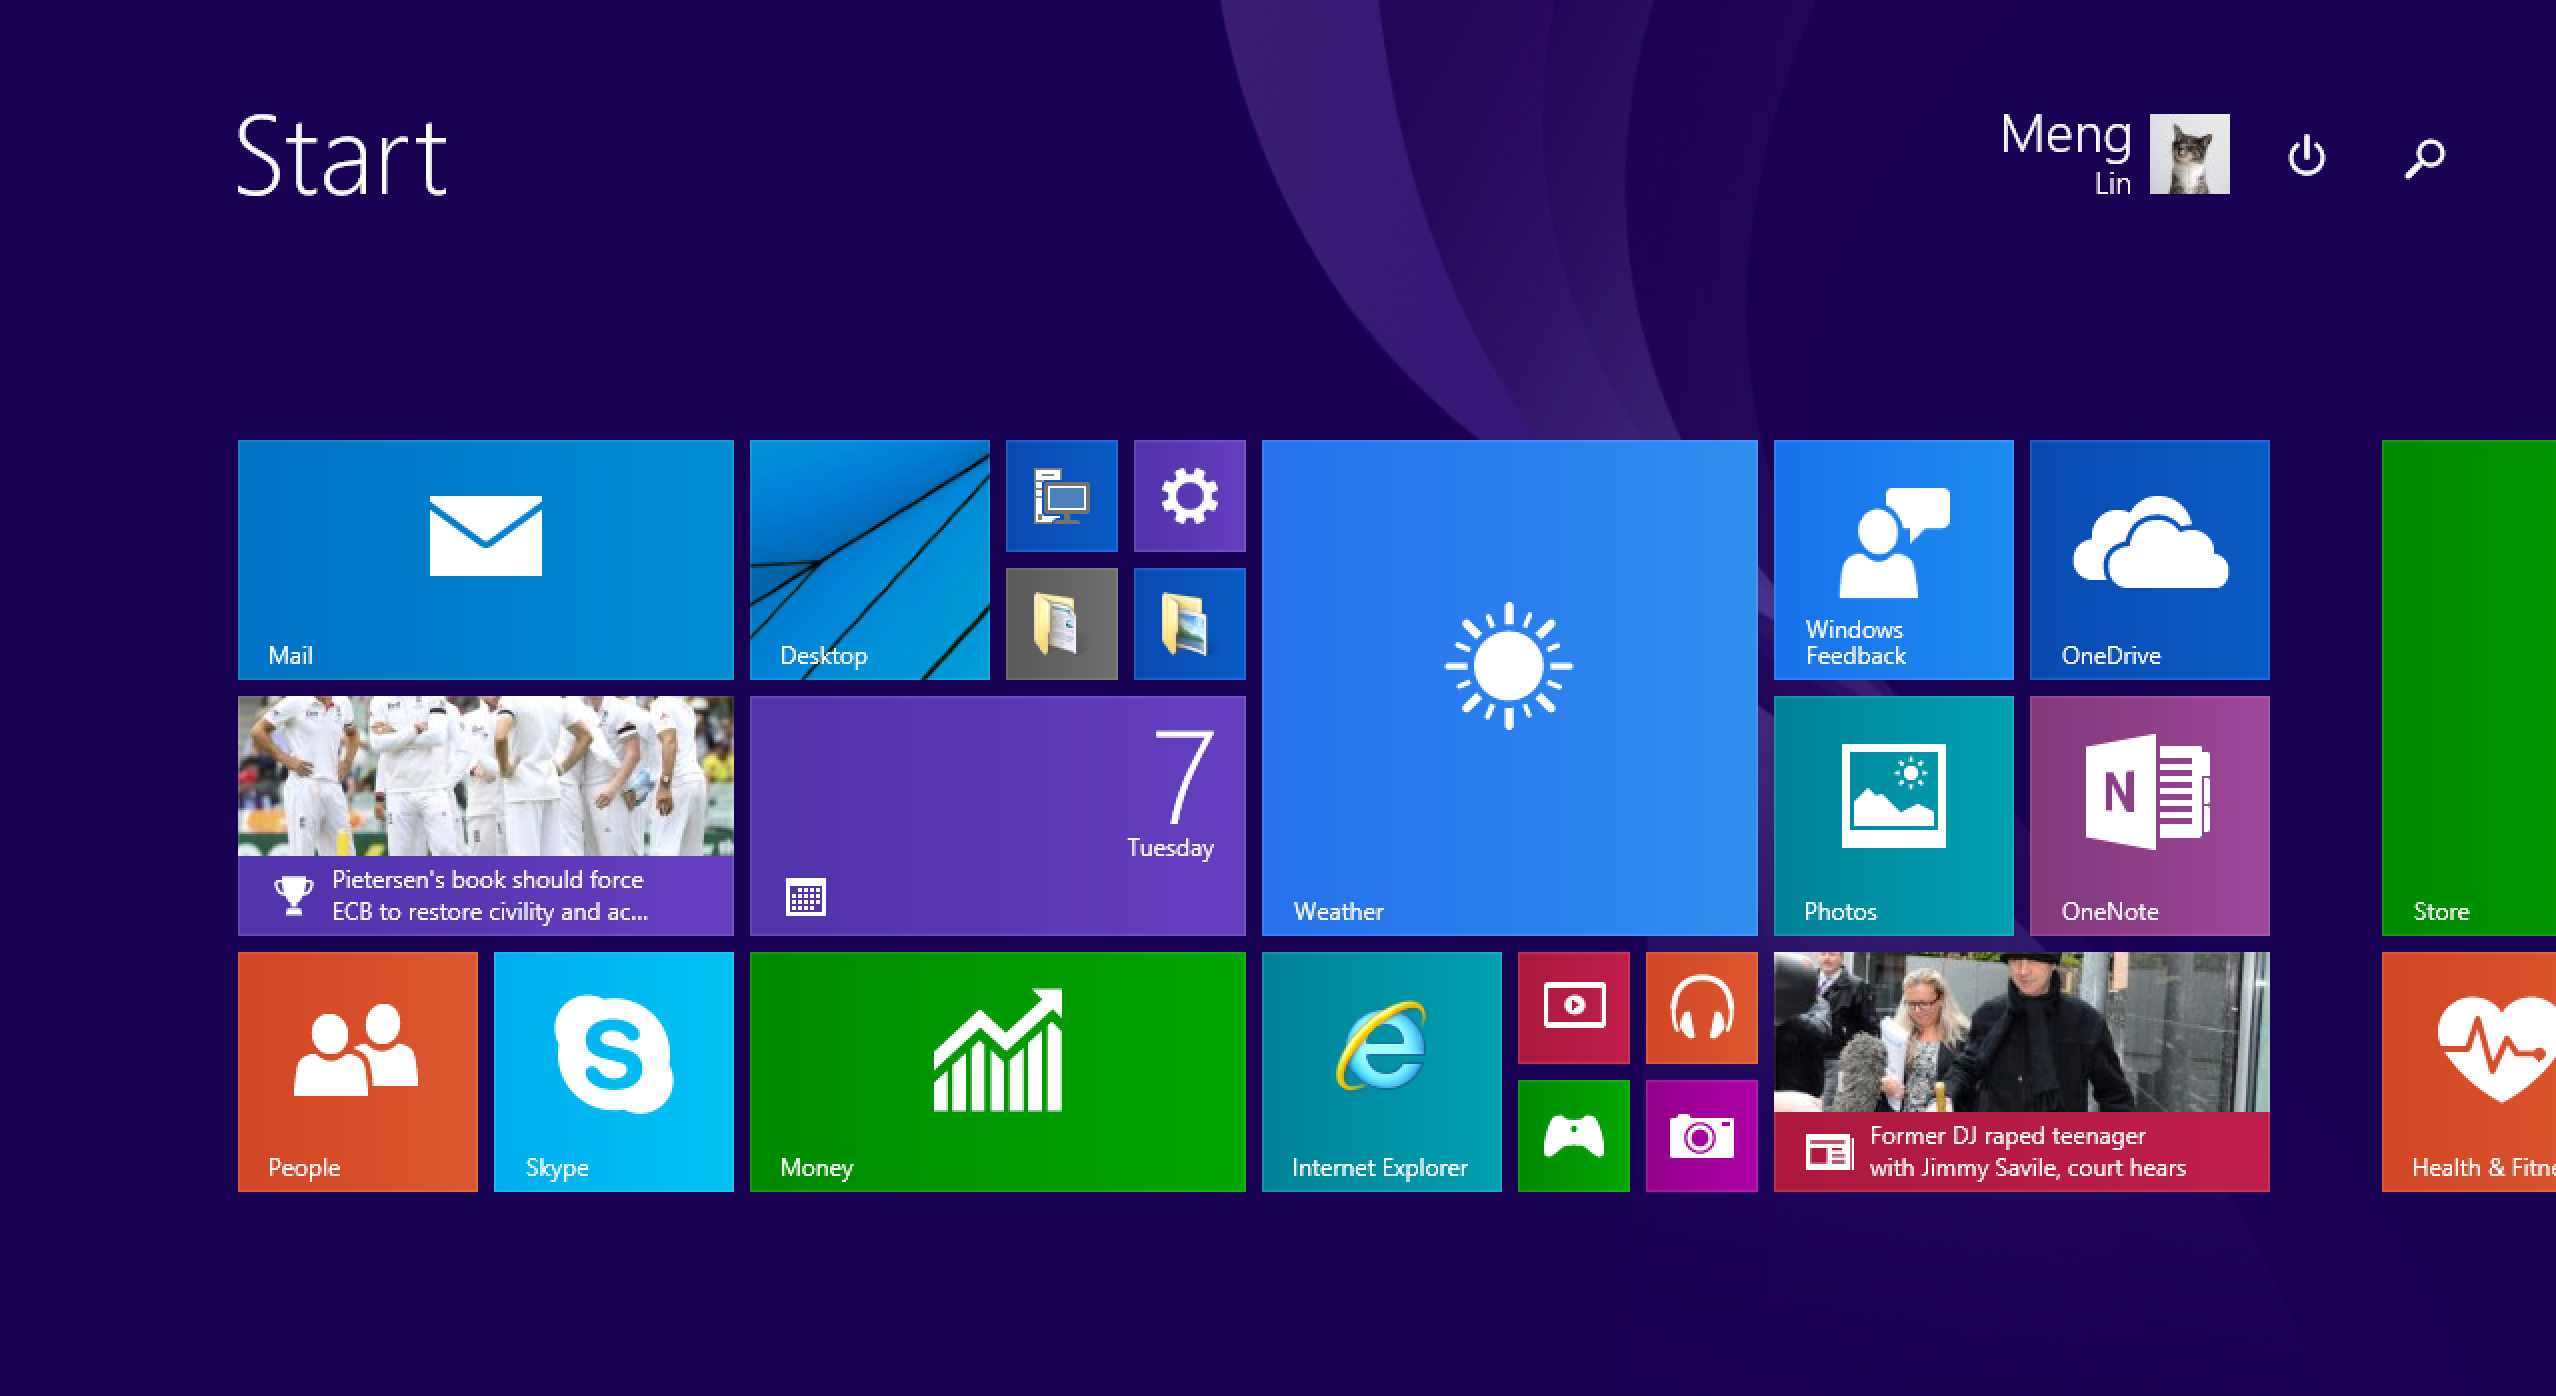 Start
Meng
Lin
Mail
Desktop
Weather
Windows
Feedback
OneDrive
Pietersen's book should force
ECB to restore civility and ac...
7
Tuesday
Photos
N
OneNote
Store
People
S
Skype
Money
e
Internet Explorer
Former DJ raped teenager
with Jimmy Savile, court hears
Health & Fitne